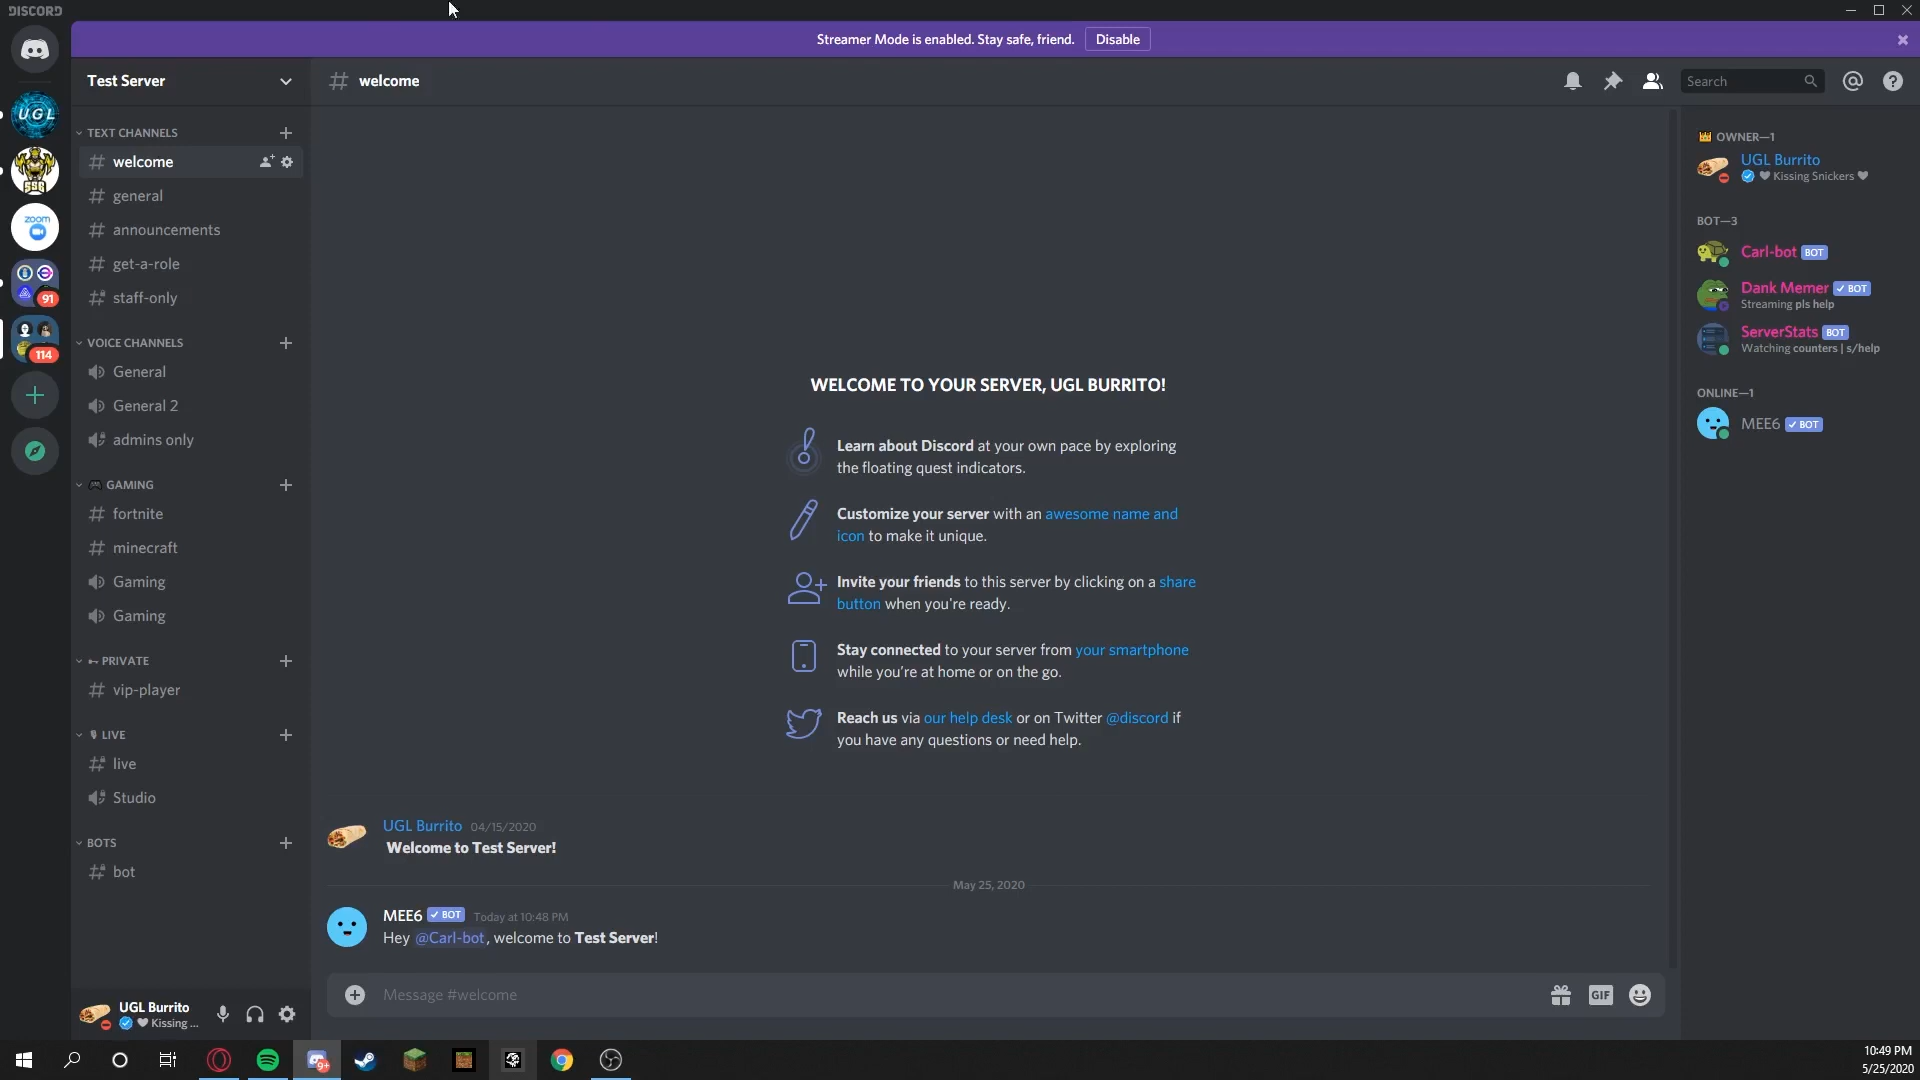 DISCORD
Streamer Mode is enabled. Stay safe, friend.
Disable
UGL
SSG
zoom
91
114
Test Server
TEXT CHANNELS
welcome
general
announcements
get-a-role
staff-only
VOICE CHANNELS
General
General 2
admins only
GAMING
fortnite
minecraft
Gaming
Gaming
PRIVATE
vip-player
LIVE
live
Studio
BOTS
bot
UGL Burrito
Kissing ...
# welcome
Search
WELCOME TO YOUR SERVER, UGL BURRITO!
Learn about Discord at your own pace by exploring
the floating quest indicators.
Customize your server with an awesome name and
icon to make it unique.
Invite your friends to this server by clicking on a share
button when you're ready.
Stay connected to your server from your smartphone
while you're at home or on the go.
Reach us via our help desk or on Twitter @discord if
you have any questions or need help.
UGL Burrito 04/15/2020
Welcome to Test Server!
May 25, 2020
MEE6 ✓ BOT Today at 10:48 PM
Hey @Carl-bot, welcome to Test Server!
Message #welcome
GIF
OWNER—1
UGL Burrito
Kissing Snickers
BOT—3
Carl-bot BOT
Dank Memer ✓ BOT
Streaming pls help
ServerStats BOT
Watching counters | s/help
ONLINE—1
MEE6 ✓ BOT
9+
10:49 PM
5/25/2020